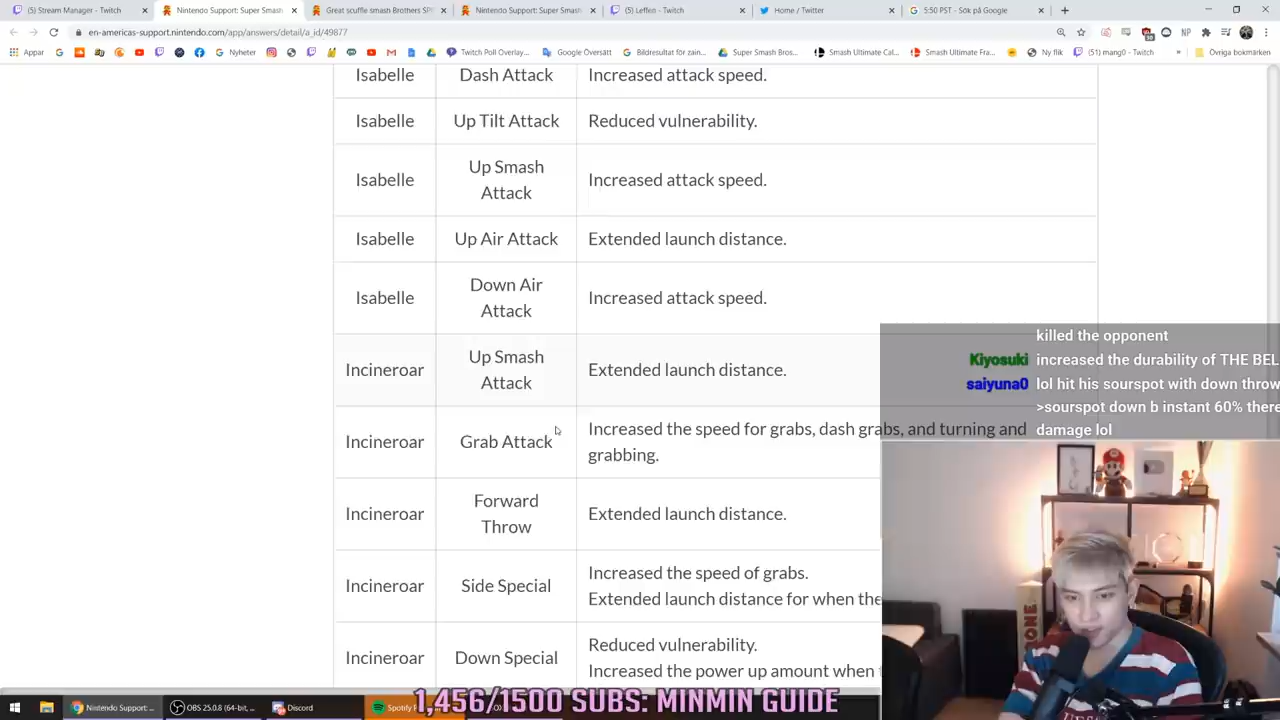 (5) Stream Manager - Twitch
Nintendo Support: Super Smash
Great scuffle smash Brothers SPE
Nintendo Support: Super Smash
(5) Leffen - Twitch
Home / Twitter
5:50 PST - Sök på Google
en-americas-support.nintendo.com/app/answers/detail/a_id/49877
Appar
Nyheter
Twitch Poll Overlay...
Google Översätt
Bildresultat för zain...
Super Smash Bros...
Smash Ultimate Cal...
Smash Ultimate Fra...
Ny flik
(51) mang0 - Twitch
Övriga bokmärken
Isabelle Dash Attack Increased attack speed.
Isabelle Up Tilt Attack Reduced vulnerability.
Isabelle Up Smash Attack Increased attack speed.
Isabelle Up Air Attack Extended launch distance.
Isabelle Down Air Attack Increased attack speed.
Incineroar Up Smash Attack Extended launch distance.
Incineroar Grab Attack Increased the speed for grabs, dash grabs, and turning and
grabbing.
Incineroar Forward Throw Extended launch distance.
Incineroar Side Special Increased the speed of grabs.
Extended launch distance for when the
Incineroar Down Special Reduced vulnerability.
Increased the power up amount when
killed the opponent
Kiyosuki increased the durability of THE BEL
saiyuna0 lol hit his sourspot with down throw
>sourspot down b instant 60% there
damage lol
1,456/1500 SUBS: MINMIN GUIDE
Nintendo Support: ...
OBS 25.0.8 (64-bit, ...
Discord
Spotify